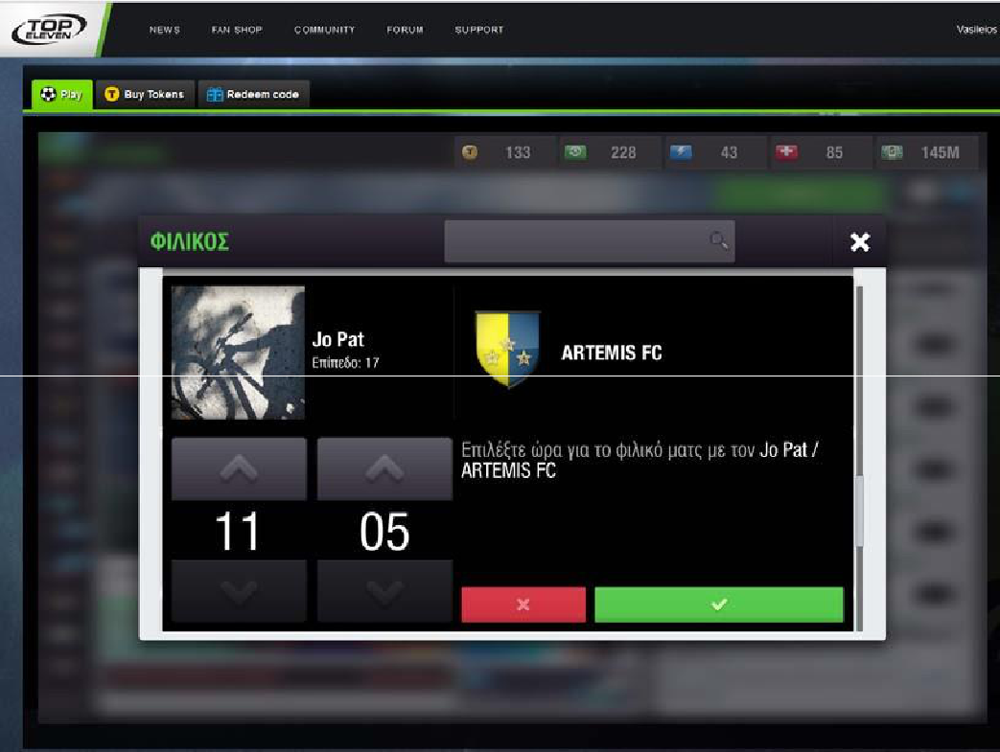 TOP ELEVEN
NEWS FAN SHOP COMMUNITY FORUM SUPPORT Vasileios
Play Buy Tokens Redeem code
133 228 43 85 145M
ΦΙΛΙΚΟΣ
Jo Pat
Επίπεδο: 17
ARTEMIS FC
Επιλέξτε ώρα για το φιλικό ματς με τον Jo Pat /
ARTEMIS FC
11 05